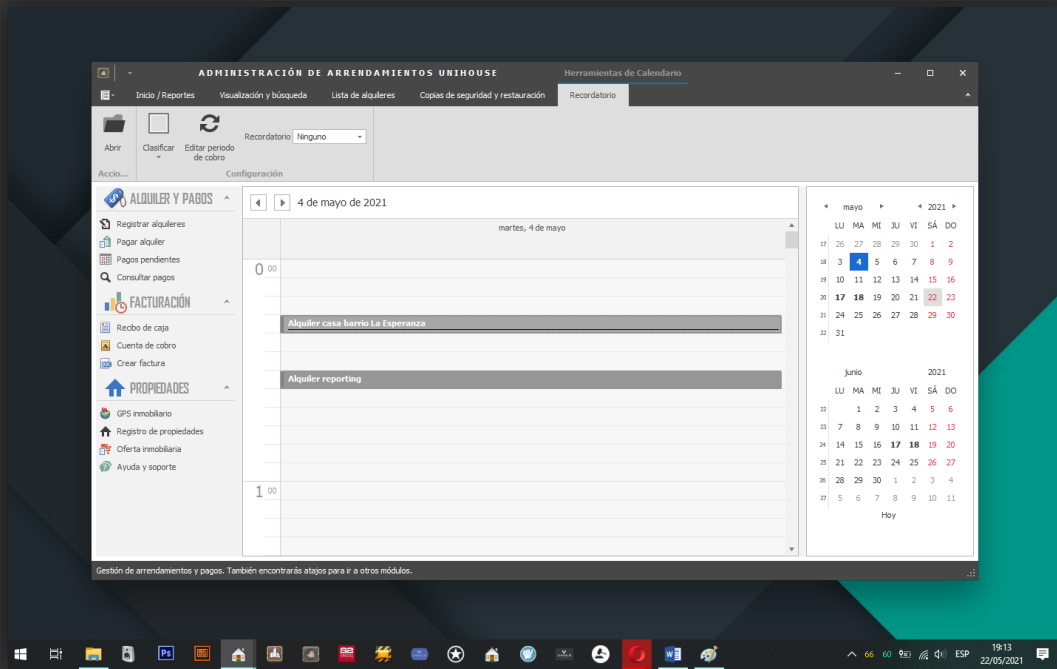 ADMINISTRACIÓN DE ARRENDAMIENTOS UNIHOUSE
Herramientas de Calendario
Inicio / Reportes
Visualización y búsqueda
Lista de alquileres
Copias de seguridad y restauración
Recordatorio
Abrir
Clasificar
Editar periodo
de cobro
Recordatorio Ninguno
Accio...
Configuración
ALQUILER Y PAGOS
Registrar alquileres
Pagar alquiler
Pagos pendientes
Consultar pagos
FACTURACIÓN
Recibo de caja
Cuenta de cobro
Crear factura
PROPIEDADES
GPS inmobiliario
Registro de propiedades
Oferta inmobiliaria
Ayuda y soporte
4 de mayo de 2021
martes, 4 de mayo
0 00
Alquiler casa barrio La Esperanza
Alquiler reporting
1 00
mayo 2021
LU MA MI JU VI SÁ DO
17 26 27 28 29 30 1 2
18 3 4 5 6 7 8 9
19 10 11 12 13 14 15 16
20 17 18 19 20 21 22 23
21 24 25 26 27 28 29 30
22 31
junio 2021
LU MA MI JU VI SÁ DO
22 1 2 3 4 5 6
23 7 8 9 10 11 12 13
24 14 15 16 17 18 19 20
25 21 22 23 24 25 26 27
26 28 29 30 1 2 3 4
27 5 6 7 8 9 10 11
Hoy
Gestión de arrendamientos y pagos. También encontrarás atajos para ir a otros módulos.
Ps
66 60
ESP
19:13
22/05/2021